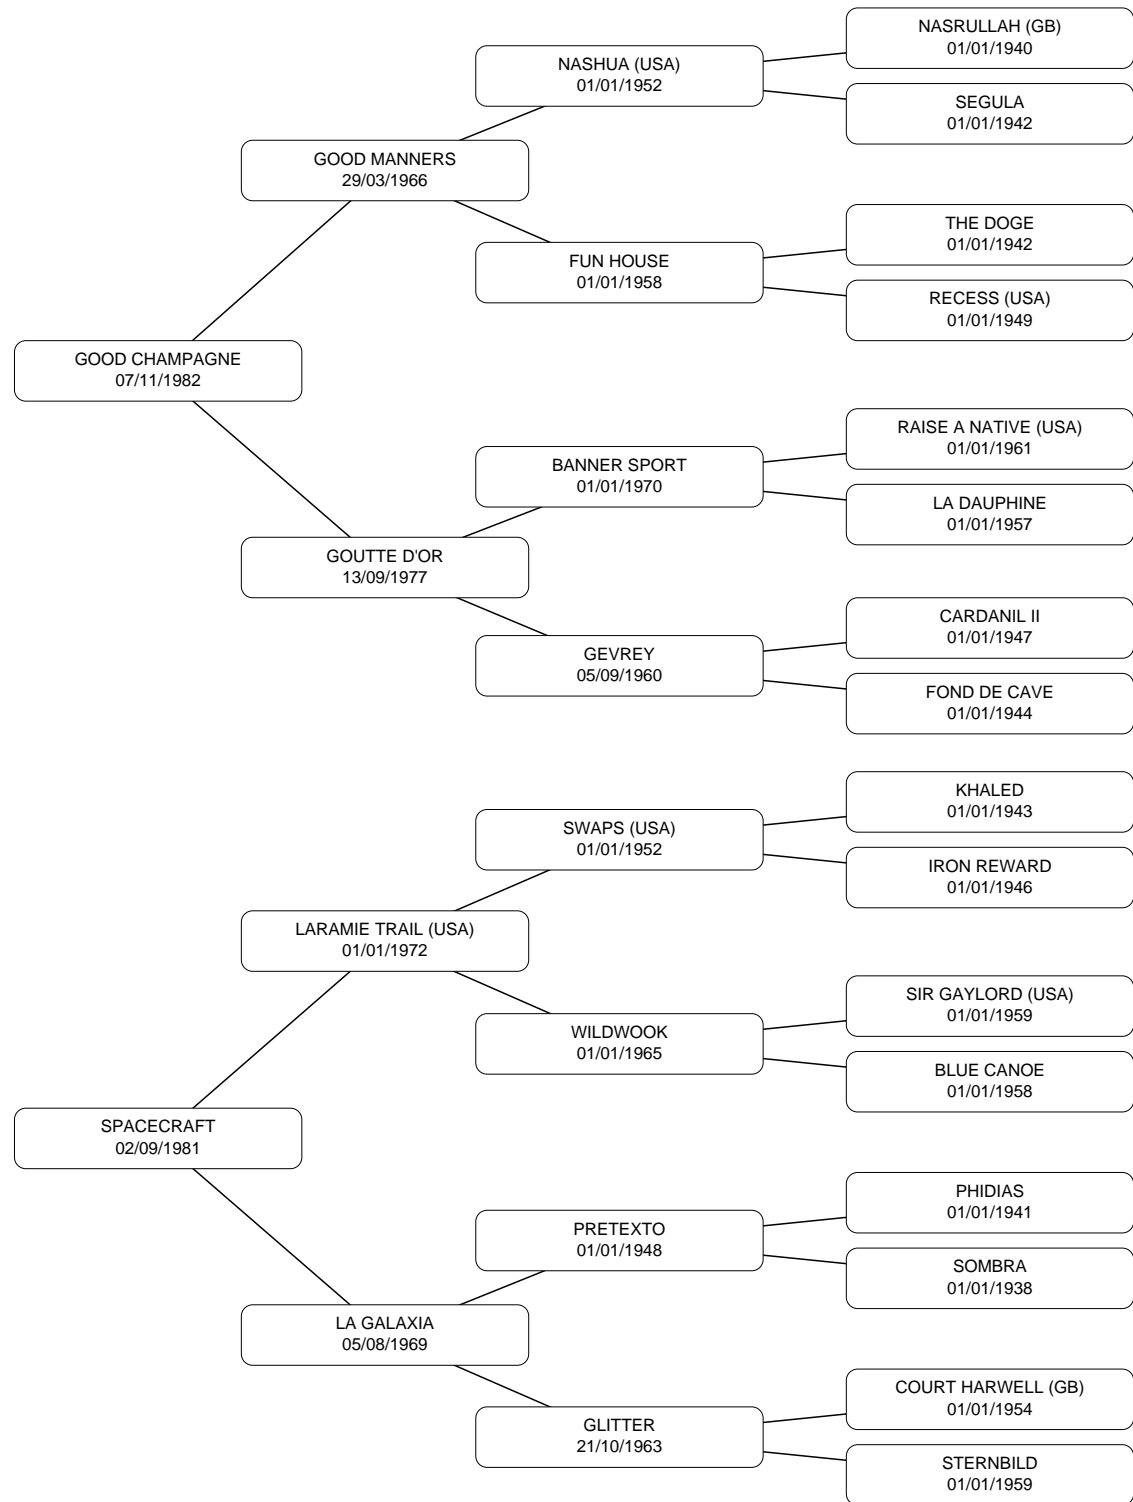 NASRULLAH (GB)
01/01/1940
NASHUA (USA)
01/01/1952
SEGULA
01/01/1942
GOOD MANNERS
29/03/1966
THE DOGE
01/01/1942
FUN HOUSE
01/01/1958
RECESS (USA)
01/01/1949
GOOD CHAMPAGNE
07/11/1982
RAISE A NATIVE (USA)
01/01/1961
BANNER SPORT
01/01/1970
LA DAUPHINE
01/01/1957
GOUTTE D'OR
13/09/1977
CARDANIL II
01/01/1947
GEVREY
05/09/1960
FOND DE CAVE
01/01/1944
KHALED
01/01/1943
SWAPS (USA)
01/01/1952
IRON REWARD
01/01/1946
LARAMIE TRAIL (USA)
01/01/1972
SIR GAYLORD (USA)
01/01/1959
WILDWOOK
01/01/1965
BLUE CANOE
01/01/1958
SPACECRAFT
02/09/1981
PHIDIAS
01/01/1941
PRETEXTO
01/01/1948
SOMBRA
01/01/1938
LA GALAXIA
05/08/1969
COURT HARWELL (GB)
01/01/1954
GLITTER
21/10/1963
STERNBILD
01/01/1959